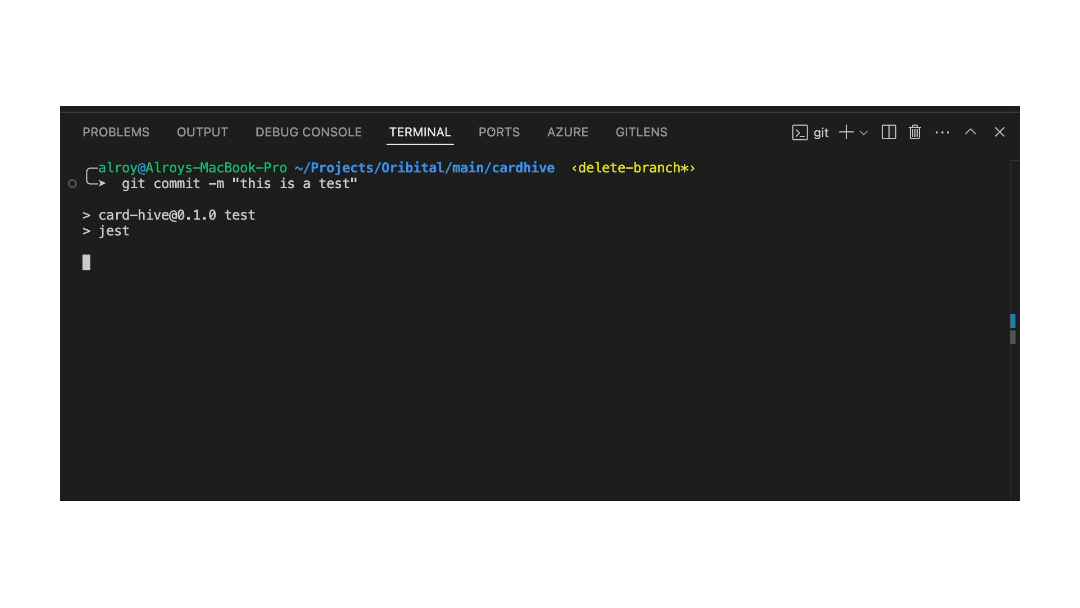 PROBLEMS OUTPUT DEBUG CONSOLE TERMINAL PORTS AZURE GITLENS git
alroy@Alroys-MacBook-Pro ~/Projects/Oribital/main/cardhive ‹delete-branch*›
git commit -m "this is a test"
> card-hive@0.1.0 test
> jest